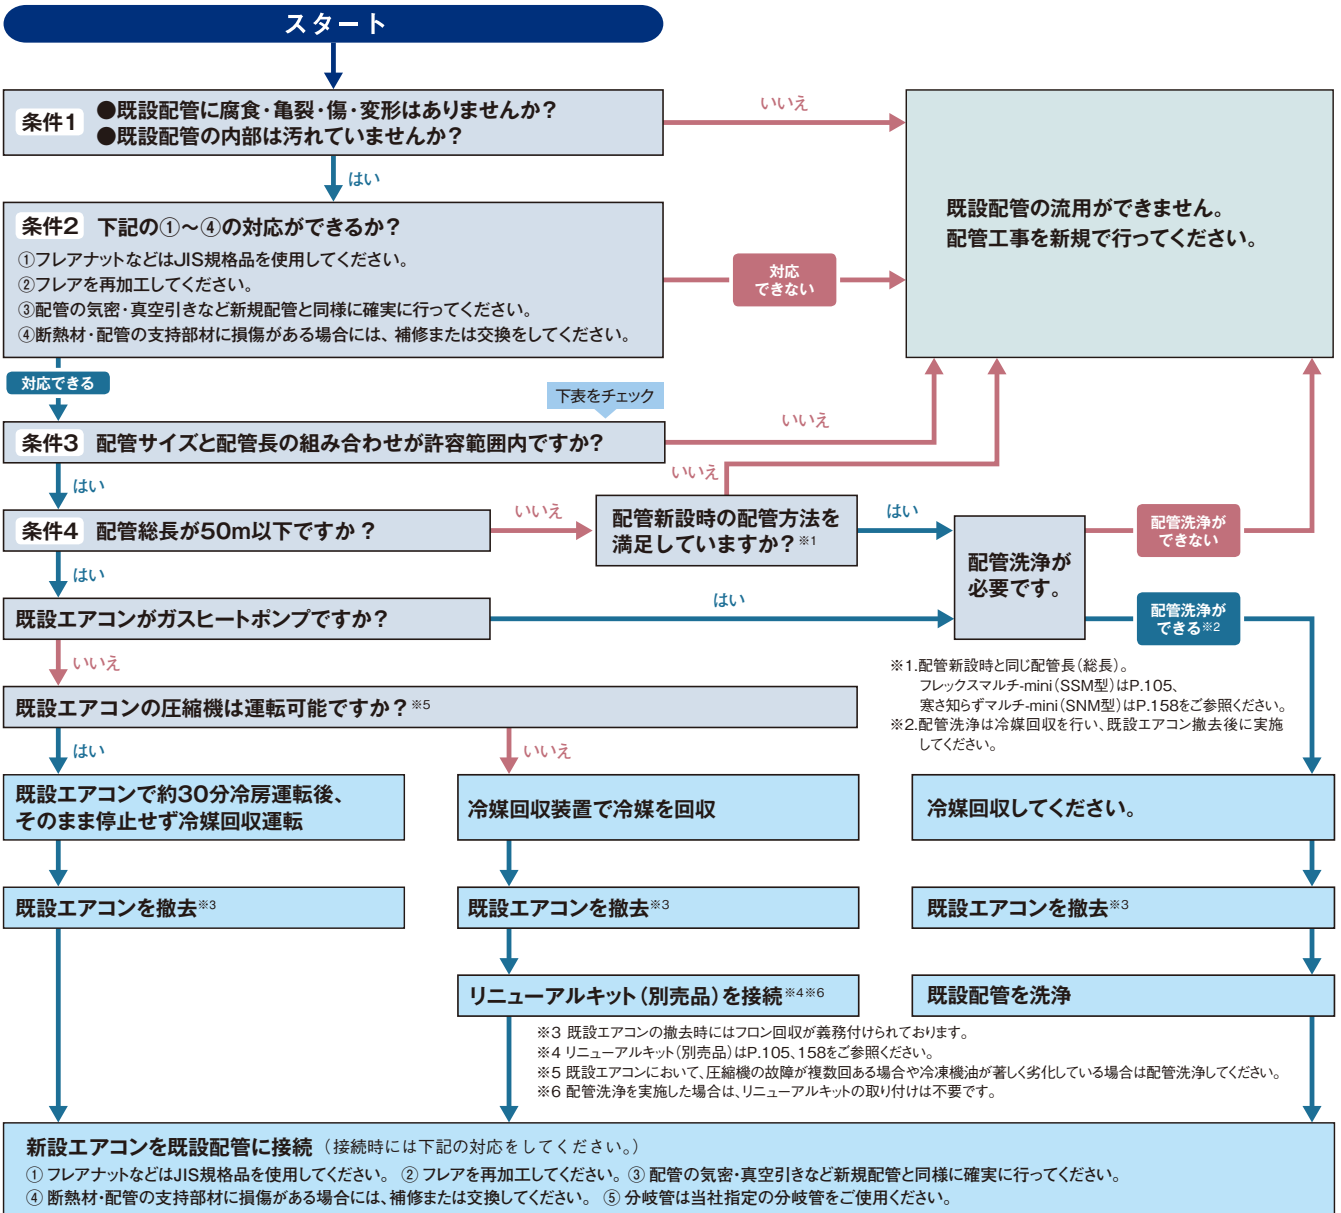 スタート
条件1
●既設配管に腐食・亀裂・傷・変形はありませんか?
●既設配管の内部は汚れていませんか?
いいえ
はい
既設配管の流用ができません。
配管工事を新規で行ってください。
条件2 下記の①〜④の対応ができるか?
①フレアナットなどはJIS規格品を使用してください。
②フレアを再加工してください。
③配管の気密・真空引きなど新規配管と同様に確実に行ってください。
④断熱材・配管の支持部材に損傷がある場合には、補修または交換をしてください。
対応
できない
対応できる
下表をチェック
条件3 配管サイズと配管長の組み合わせが許容範囲内ですか?
いいえ
はい
条件4 配管総長が50m以下ですか?
いいえ
配管新設時の配管方法を
満足していますか?※1
いいえ
はい
配管洗浄が
必要です。
配管洗浄が
できない
配管洗浄が
できる※2
はい
既設エアコンがガスヒートポンプですか?
はい
いいえ
※1.配管新設時と同じ配管長(総長)。
フレックスマルチ-mini(SSM型)はP.105、
寒さ知らずマルチ-mini(SNM型)はP.158をご参照ください。
※2.配管洗浄は冷媒回収を行い、既設エアコン撤去後に実施
してください。
既設エアコンの圧縮機は運転可能ですか?※5
はい
いいえ
既設エアコンで約30分冷房運転後、
そのまま停止せず冷媒回収運転
冷媒回収装置で冷媒を回収
冷媒回収してください。
既設エアコンを撤去※3
既設エアコンを撤去※3
既設エアコンを撤去※3
リニューアルキット(別売品)を接続※4※6
既設配管を洗浄
※3 既設エアコンの撤去時にはフロン回収が義務付けられております。
※4 リニューアルキット(別売品)はP.105、158をご参照ください。
※5 既設エアコンにおいて、圧縮機の故障が複数回ある場合や冷凍機油が著しく劣化している場合は配管洗浄してください。
※6 配管洗浄を実施した場合は、リニューアルキットの取り付けは不要です。
新設エアコンを既設配管に接続 (接続時には下記の対応をしてください。)
① フレアナットなどはJIS規格品を使用してください。 ② フレアを再加工してください。 ③ 配管の気密・真空引きなど新規配管と同様に確実に行ってください。
④ 断熱材・配管の支持部材に損傷がある場合には、補修または交換してください。 ⑤ 分岐管は当社指定の分岐管をご使用ください。